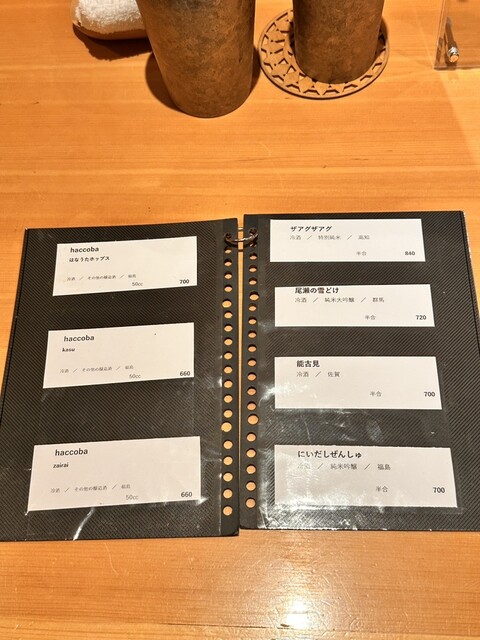 haccoba
はなうたホップス
冷酒 ／ その他の醸造酒 ／ 福島
50cc 700
haccoba
kasu
冷酒 ／ その他の醸造酒 ／ 福島
50cc 660
haccoba
zairai
冷酒 ／ その他の醸造酒 ／ 福島
50cc 660
ザアグザアグ
冷酒 ／ 特別純米 ／ 高知
半合 840
尾瀬の雪どけ
冷酒 ／ 純米大吟醸 ／ 群馬
半合 720
能古見
冷酒 ／ 佐賀
半合 700
にいだしぜんしゅ
冷酒 ／ 純米吟醸 ／ 福島
半合 700